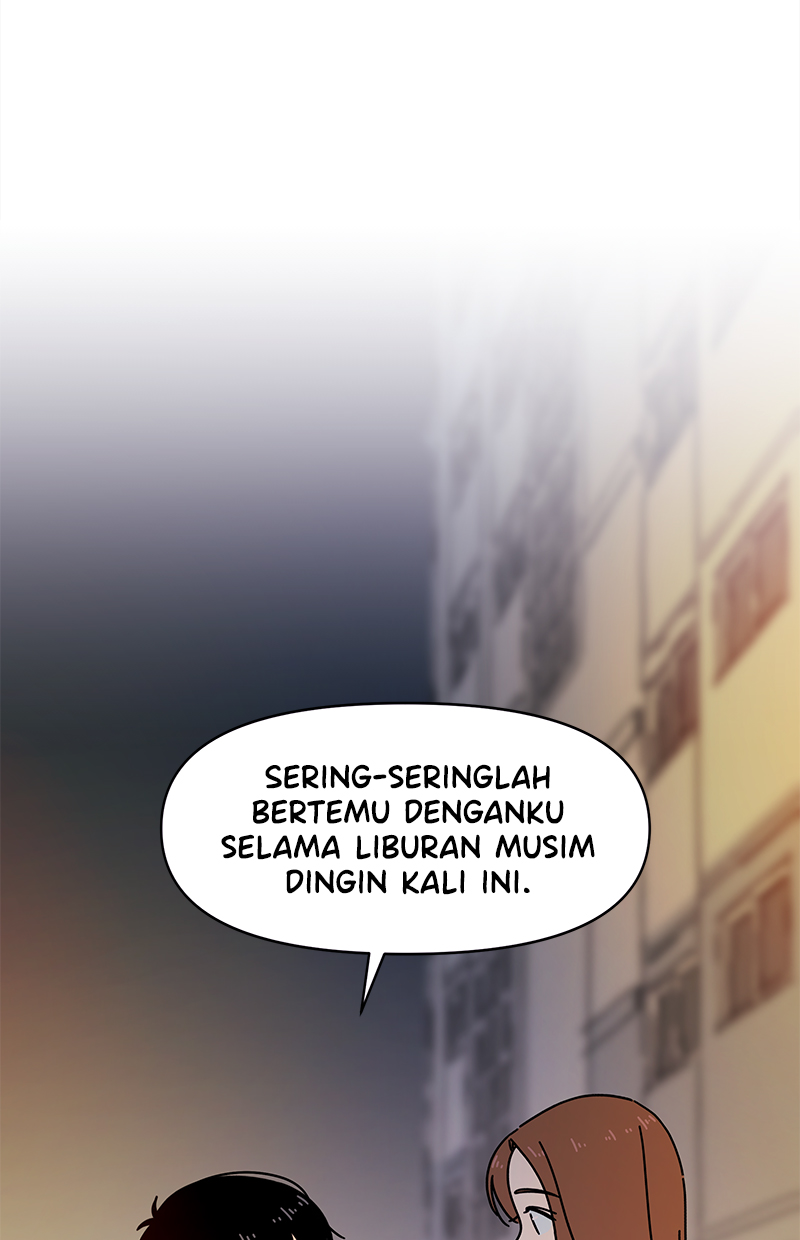 SERING-SERINGLAH
BERTEMU DENGANKU
SELAMA LIBURAN MUSIM
DINGIN KALI INI.